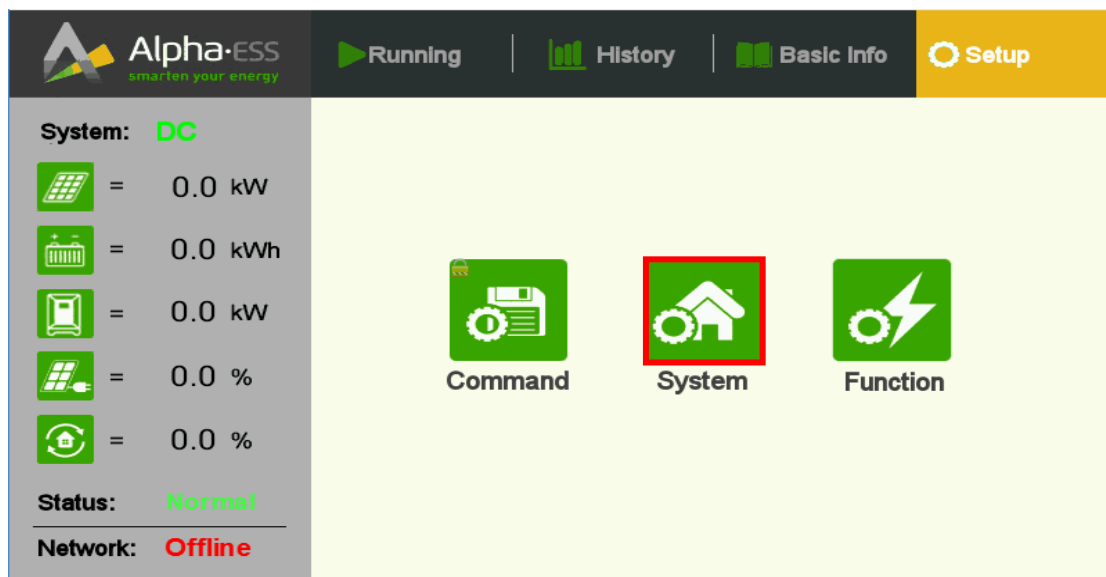 Alpha·ESS
smarten your energy
Running
History
Basic Info
Setup
System: DC
= 0.0 kW
= 0.0 kWh
= 0.0 kW
= 0.0 %
= 0.0 %
Status: Normal
Network: Offline
Command
System
Function